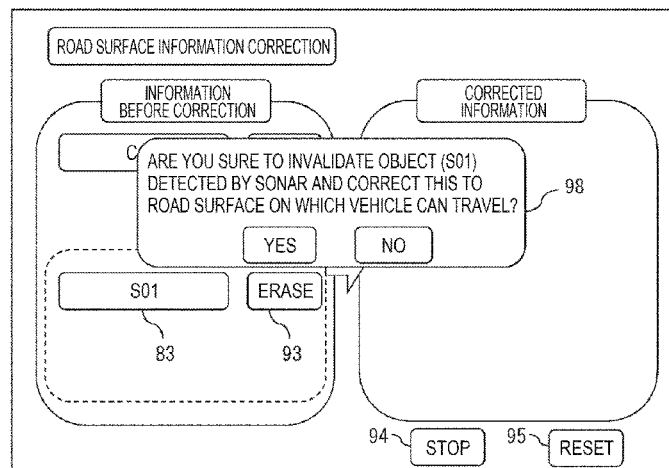 ROAD SURFACE INFORMATION CORRECTION
INFORMATION
BEFORE CORRECTION
CORRECTED
INFORMATION
ARE YOU SURE TO INVALIDATE OBJECT (S01)
DETECTED BY SONAR AND CORRECT THIS TO
ROAD SURFACE ON WHICH VEHICLE CAN TRAVEL?
98
YES NO
S01 ERASE
83 93
94 STOP 95 RESET